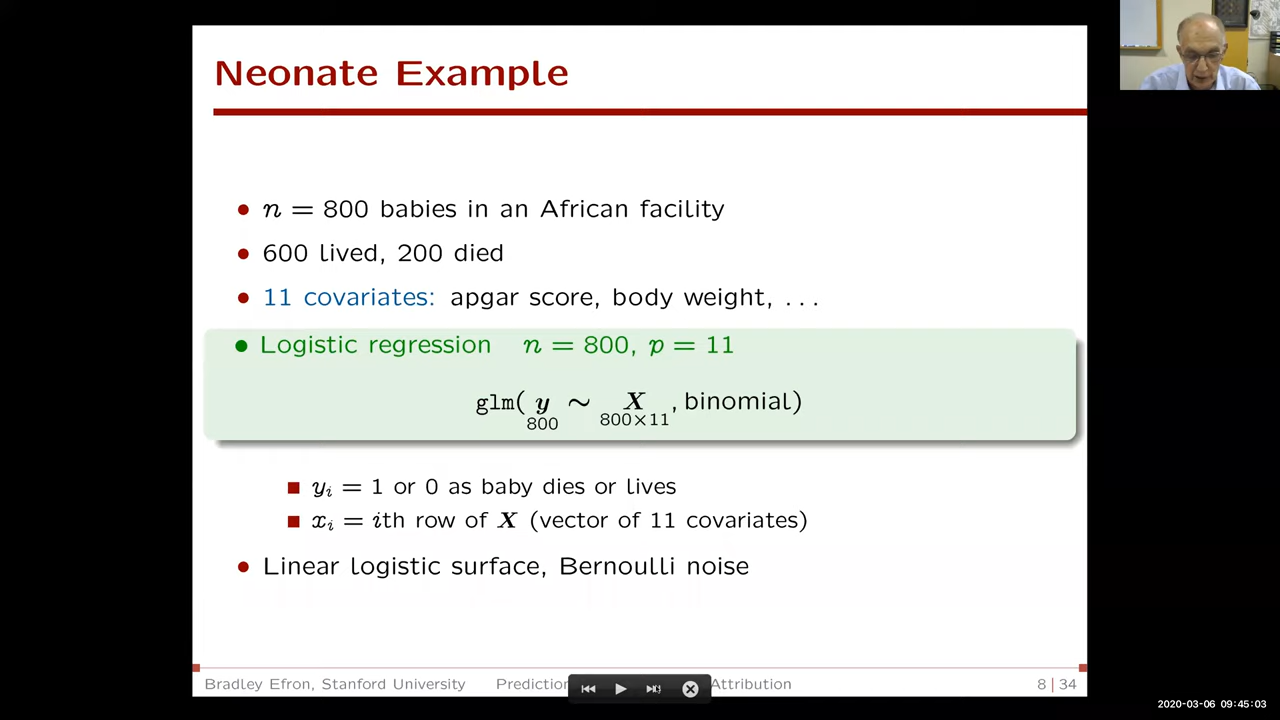 Neonate Example
• n = 800 babies in an African facility
• 600 lived, 200 died
• 11 covariates: apgar score, body weight, ...
• Logistic regression n = 800, p = 11
glm( y ~ X , binomial)
800 800×11
■ yᵢ = 1 or 0 as baby dies or lives
■ xᵢ = ith row of X (vector of 11 covariates)
• Linear logistic surface, Bernoulli noise
Bradley Efron, Stanford University Prediction Attribution 8 | 34
2020-03-06 09:45:03